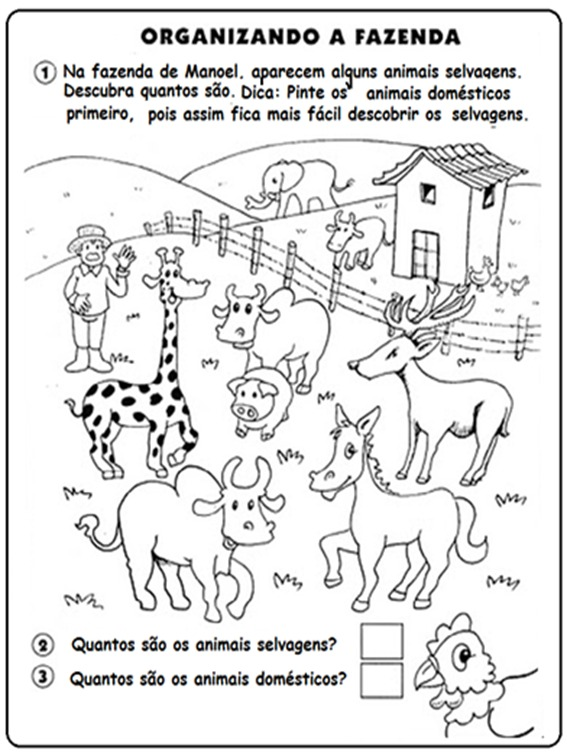 ORGANIZANDO A FAZENDA
1 Na fazenda de Manoel, aparecem alguns animais selvagens.
Descubra quantos são. Dica: Pinte os animais domésticos
primeiro, pois assim fica mais fácil descobrir os selvagens.
2 Quantos são os animais selvagens?
3 Quantos são os animais domésticos?